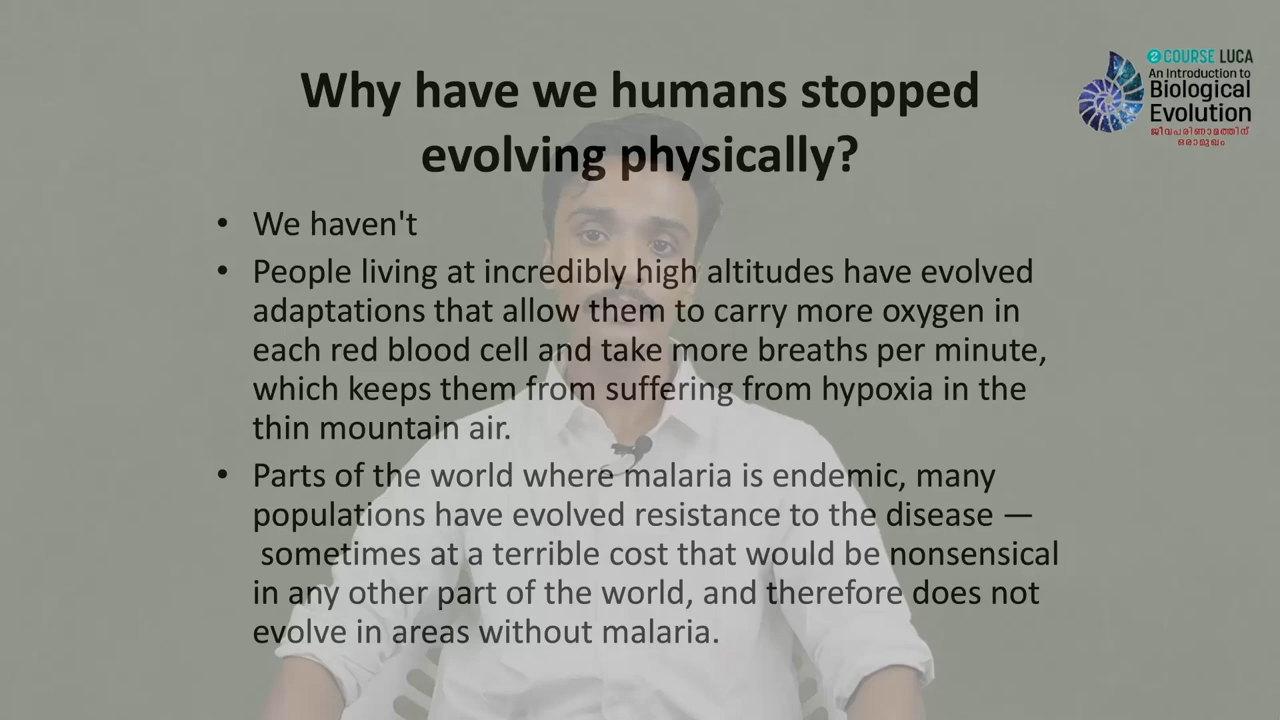 Why have we humans stopped
evolving physically?
COURSE LUCA
An Introduction to
Biological
Evolution
ജീവപരിണാമത്തിന്
ഒരാമുഖം
• We haven't
• People living at incredibly high altitudes have evolved
adaptations that allow them to carry more oxygen in
each red blood cell and take more breaths per minute,
which keeps them from suffering from hypoxia in the
thin mountain air.
• Parts of the world where malaria is endemic, many
populations have evolved resistance to the disease —
sometimes at a terrible cost that would be nonsensical
in any other part of the world, and therefore does not
evolve in areas without malaria.